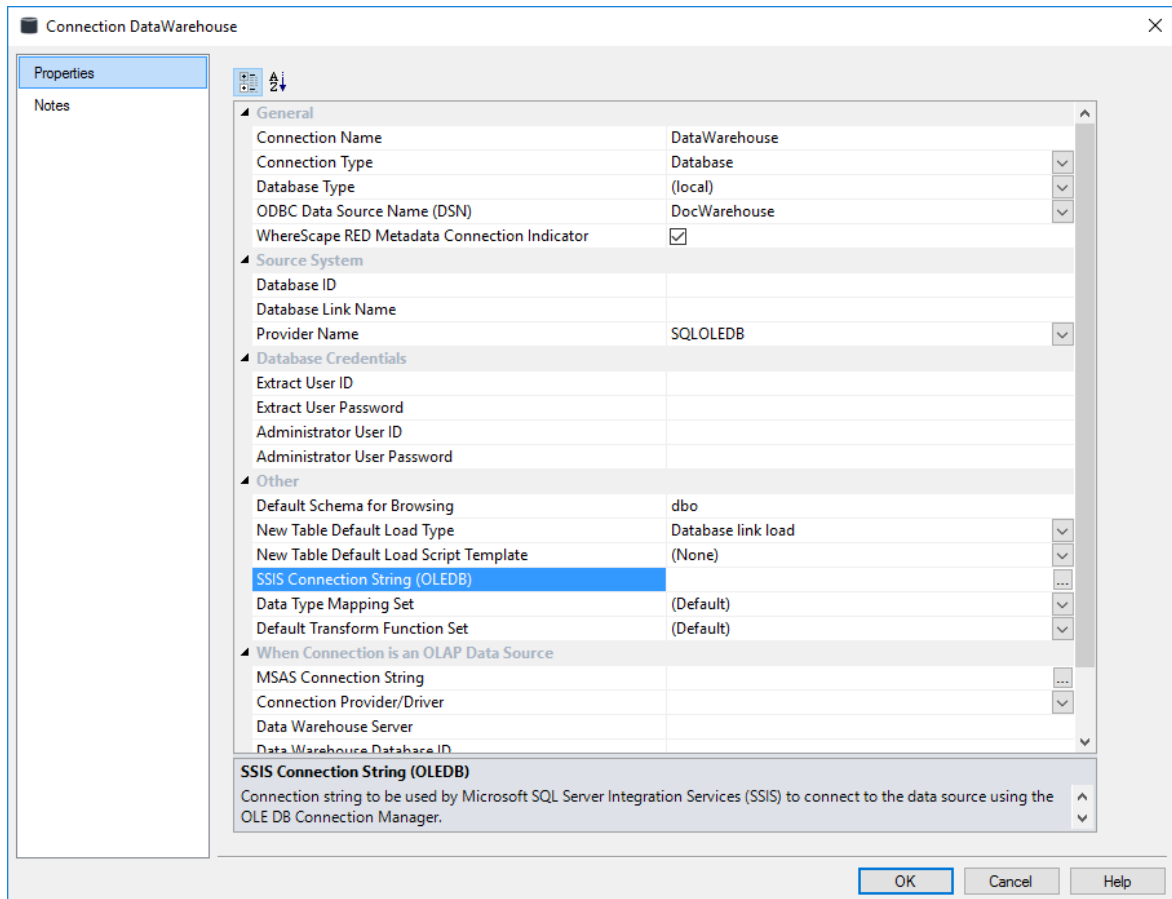 Connection DataWarehouse
Properties
Notes
General
Connection Name DataWarehouse
Connection Type Database
Database Type (local)
ODBC Data Source Name (DSN) DocWarehouse
WhereScape RED Metadata Connection Indicator
Source System
Database ID
Database Link Name
Provider Name SQLOLEDB
Database Credentials
Extract User ID
Extract User Password
Administrator User ID
Administrator User Password
Other
Default Schema for Browsing dbo
New Table Default Load Type Database link load
New Table Default Load Script Template (None)
SSIS Connection String (OLEDB) ...
Data Type Mapping Set (Default)
Default Transform Function Set (Default)
When Connection is an OLAP Data Source
MSAS Connection String ...
Connection Provider/Driver
Data Warehouse Server
Data Warehouse Database ID
SSIS Connection String (OLEDB)
Connection string to be used by Microsoft SQL Server Integration Services (SSIS) to connect to the data source using the
OLE DB Connection Manager.
OK Cancel Help